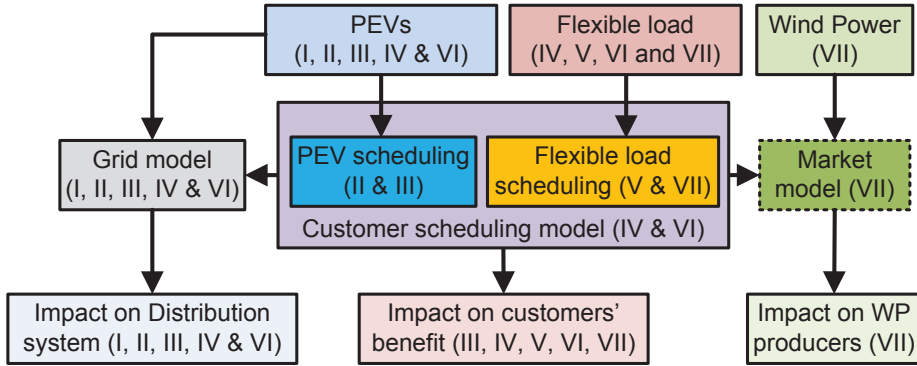 PEVs
(I, II, III, IV & VI)
Flexible load
(IV, V, VI and VII)
Wind Power
(VII)
Grid model
(I, II, III, IV & VI)
PEV scheduling
(II & III)
Flexible load
scheduling (V & VII)
Market
model (VII)
Customer scheduling model (IV & VI)
Impact on Distribution
system (I, II, III, IV & VI)
Impact on customers'
benefit (III, IV, V, VI, VII)
Impact on WP
producers (VII)